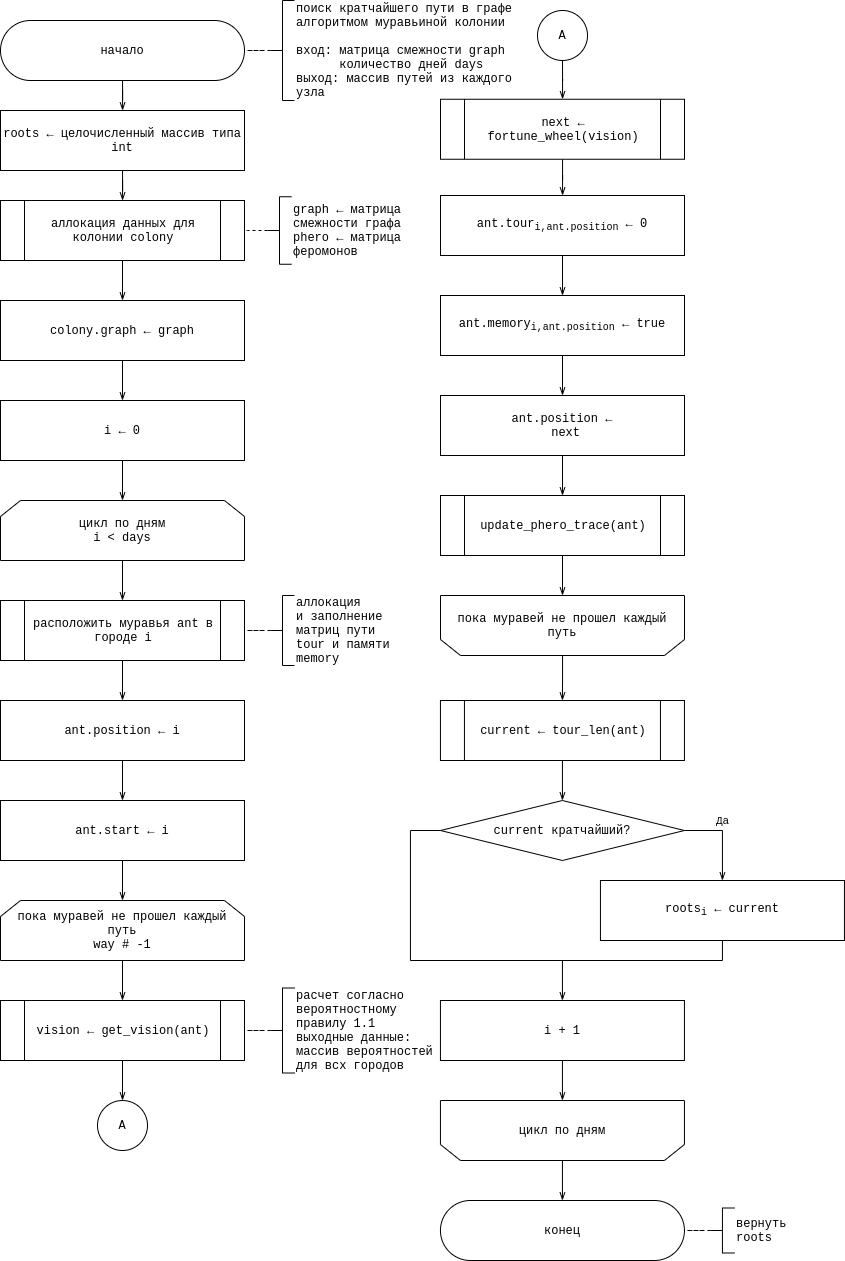 начало
поиск кратчайшего пути в графе
алгоритмом муравьиной колонии
вход: матрица смежности graph
количество дней days
выход: массив путей из каждого
узла
roots ← целочисленный массив типа
int
аллокация данных для
колонии colony
graph ← матрица
смежности графа
phero ← матрица
феромонов
colony.graph ← graph
i ← 0
цикл по дням
i < days
расположить муравья ant в
городе i
аллокация
и заполнение
матриц пути
tour и памяти
memory
ant.position ← i
ant.start ← i
пока муравей не прошел каждый
путь
way # -1
vision ← get_vision(ant)
расчет согласно
вероятностному
правилу 1.1
выходные данные:
массив вероятностей
для всх городов
A
A
next ←
fortune_wheel(vision)
ant.tour i,ant.position ← 0
ant.memory i,ant.position ← true
ant.position ←
next
update_phero_trace(ant)
пока муравей не прошел каждый
путь
current ← tour_len(ant)
current кратчайший?
Да
roots i ← current
i + 1
цикл по дням
конец
вернуть
roots